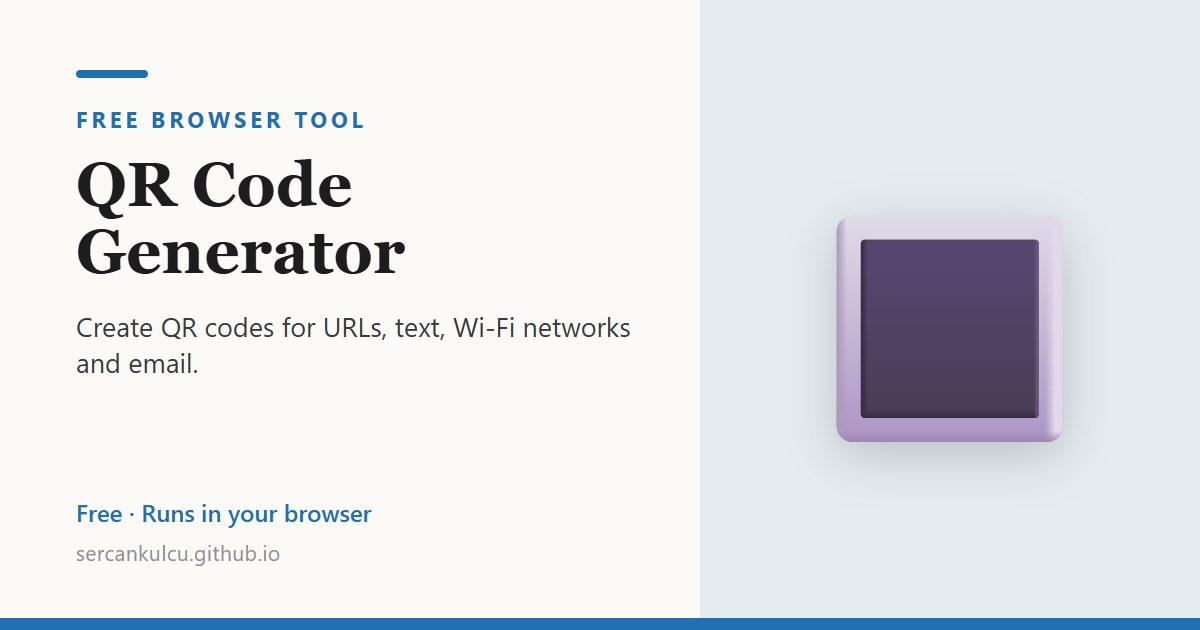 FREE BROWSER TOOL
QR Code
Generator
Create QR codes for URLs, text, Wi-Fi networks
and email.
Free · Runs in your browser
sercankulcu.github.io